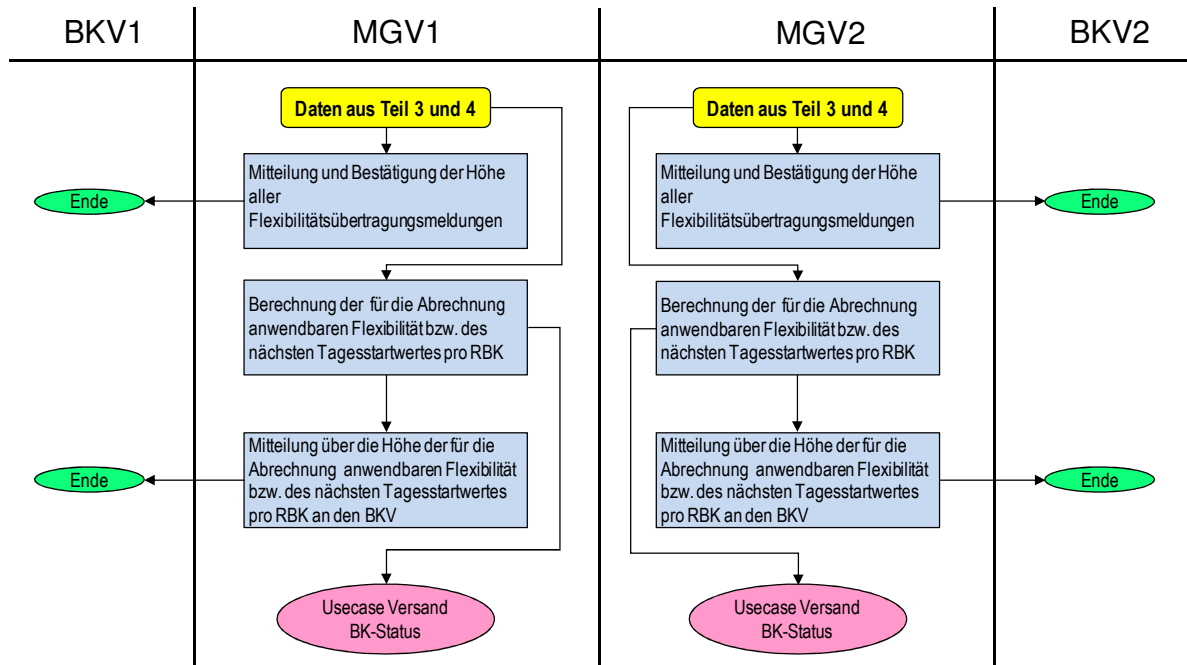 BKV1
MGV1
MGV2
BKV2
Daten aus Teil 3 und 4
Daten aus Teil 3 und 4
Mitteilung und Bestätigung der Höhe
aller
Flexibilitätsübertragungsmeldungen
Mitteilung und Bestätigung der Höhe
aller
Flexibilitätsübertragungsmeldungen
Ende
Ende
Berechnung der für die Abrechnung
anwendbaren Flexibilität bzw. des
nächsten Tagesstartwertes pro RBK
Berechnung der für die Abrechnung
anwendbaren Flexibilität bzw. des
nächsten Tagesstartwertes pro RBK
Mitteilung über die Höhe der für die
Abrechnung anwendbaren Flexibilität
bzw. des nächsten Tagesstartwertes
pro RBK an den BKV
Mitteilung über die Höhe der für die
Abrechnung anwendbaren Flexibilität
bzw. des nächsten Tagesstartwertes
pro RBK an den BKV
Ende
Ende
Usecase Versand
BK-Status
Usecase Versand
BK-Status